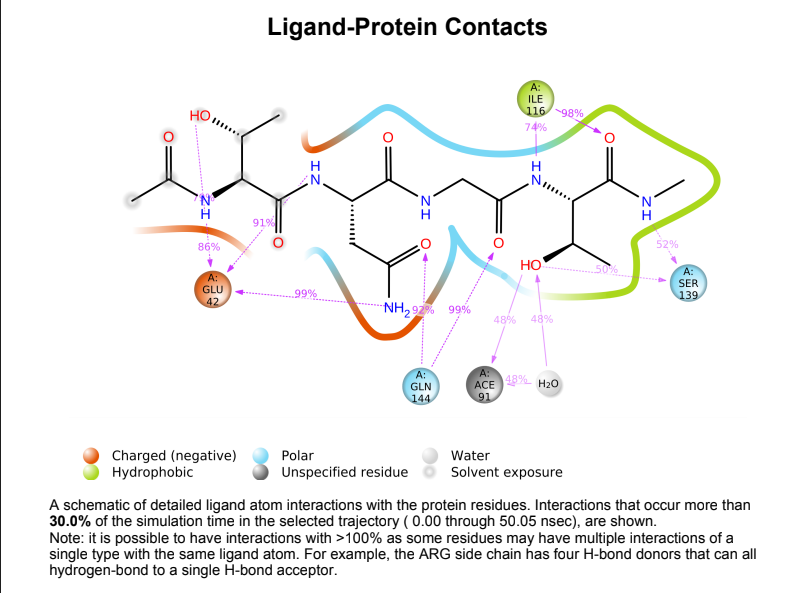 Ligand-Protein Contacts
A:
ILE
116
98%
74%
HO
O
O
O
H
N
H
N
N
H
N
H
N
H
91%
O
O
O
86%
52%
HO
50%
A:
GLU
42
A:
SER
139
99%
NH2
92%
99%
48%
48%
A:
GLN
144
A:
ACE
91
48%
H2O
Charged (negative)
Polar
Water
Hydrophobic
Unspecified residue
Solvent exposure
A schematic of detailed ligand atom interactions with the protein residues. Interactions that occur more than
30.0% of the simulation time in the selected trajectory ( 0.00 through 50.05 nsec), are shown.
Note: it is possible to have interactions with >100% as some residues may have multiple interactions of a
single type with the same ligand atom. For example, the ARG side chain has four H-bond donors that can all
hydrogen-bond to a single H-bond acceptor.